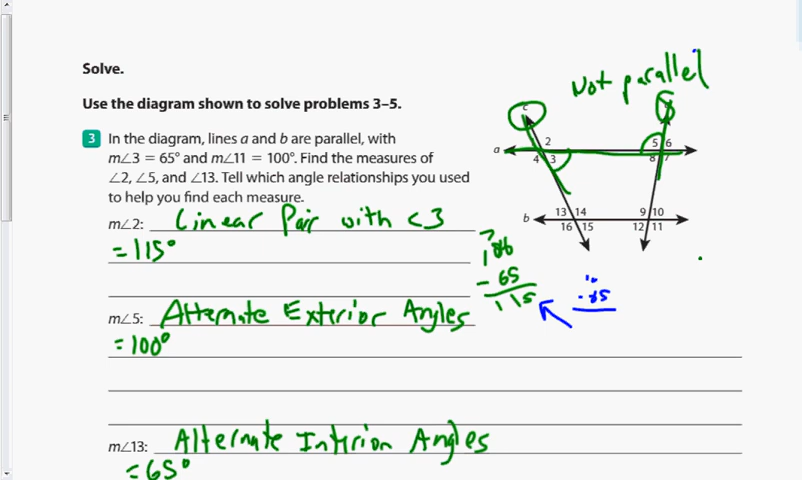 Solve.
Not parallel
Use the diagram shown to solve problems 3–5.
3 In the diagram, lines a and b are parallel, with
m∠3 = 65° and m∠11 = 100°. Find the measures of
∠2, ∠5, and ∠13. Tell which angle relationships you used
to help you find each measure.
a 2 5 6
4 3 8 7
b 13 14 9 10
16 15 12 11
m∠2: Linear Pair with <3
= 115°
- 65
115
m∠5: Alternate Exterior Angles
= 100°
m∠13: Alternate Interion Angles
= 65°